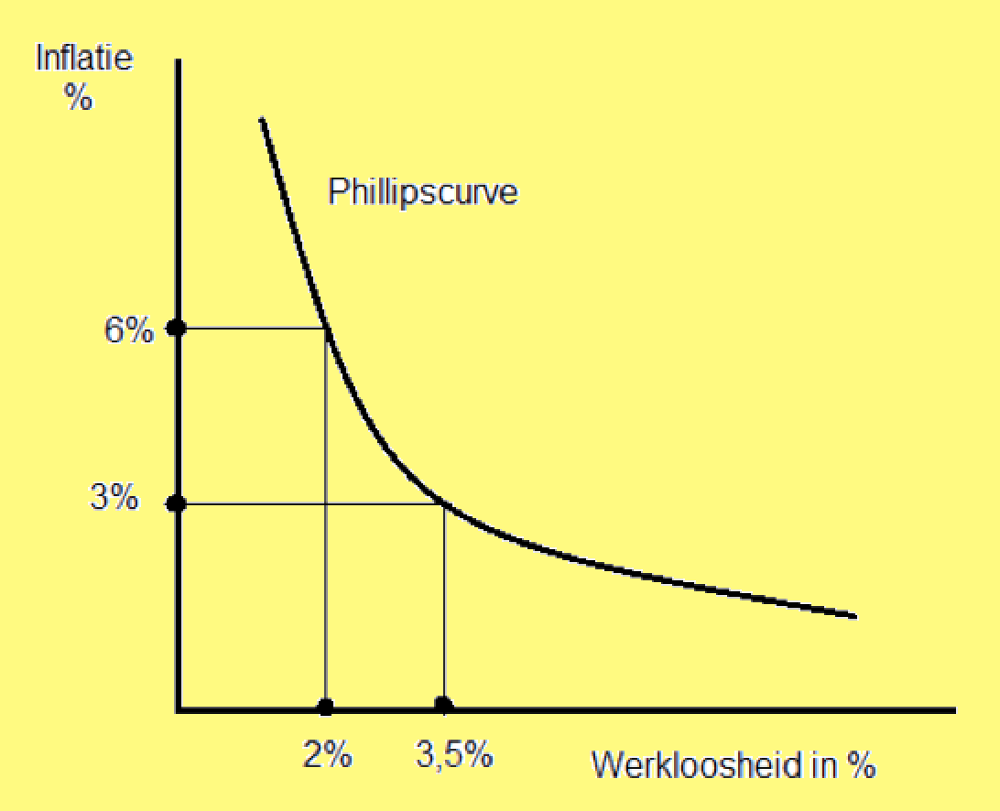 Inflatie
%
Phillipscurve
6%
3%
2%
3,5%
Werkloosheid in %